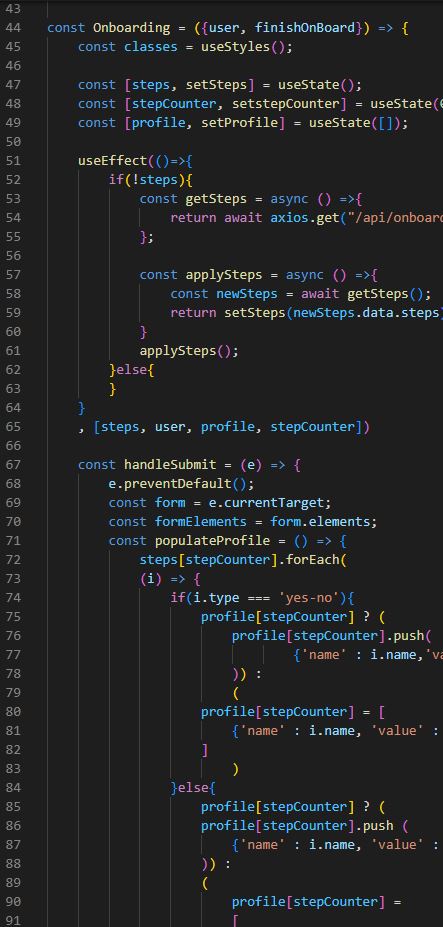 43
44 const Onboarding = ({user, finishOnBoard}) => {
45 const classes = useStyles();
46
47 const [steps, setSteps] = useState();
48 const [stepCounter, setstepCounter] = useState(0
49 const [profile, setProfile] = useState([]);
50
51 useEffect(()=>{
52 if(!steps){
53 const getSteps = async () =>{
54 return await axios.get("/api/onboard
55 };
56
57 const applySteps = async () =>{
58 const newSteps = await getSteps();
59 return setSteps(newSteps.data.steps)
60 }
61 applySteps();
62 }else{
63 }
64 }
65 , [steps, user, profile, stepCounter])
66
67 const handleSubmit = (e) => {
68 e.preventDefault();
69 const form = e.currentTarget;
70 const formElements = form.elements;
71 const populateProfile = () => {
72 steps[stepCounter].forEach(
73 (i) => {
74 if(i.type === 'yes-no'){
75 profile[stepCounter] ? (
76 profile[stepCounter].push(
77 {'name' : i.name,'va
78 )) :
79 (
80 profile[stepCounter] = [
81 {'name' : i.name, 'value' :
82 ]
83 )
84 }else{
85 profile[stepCounter] ? (
86 profile[stepCounter].push (
87 {'name' : i.name, 'value' :
88 )) :
89 (
90 profile[stepCounter] =
91 [